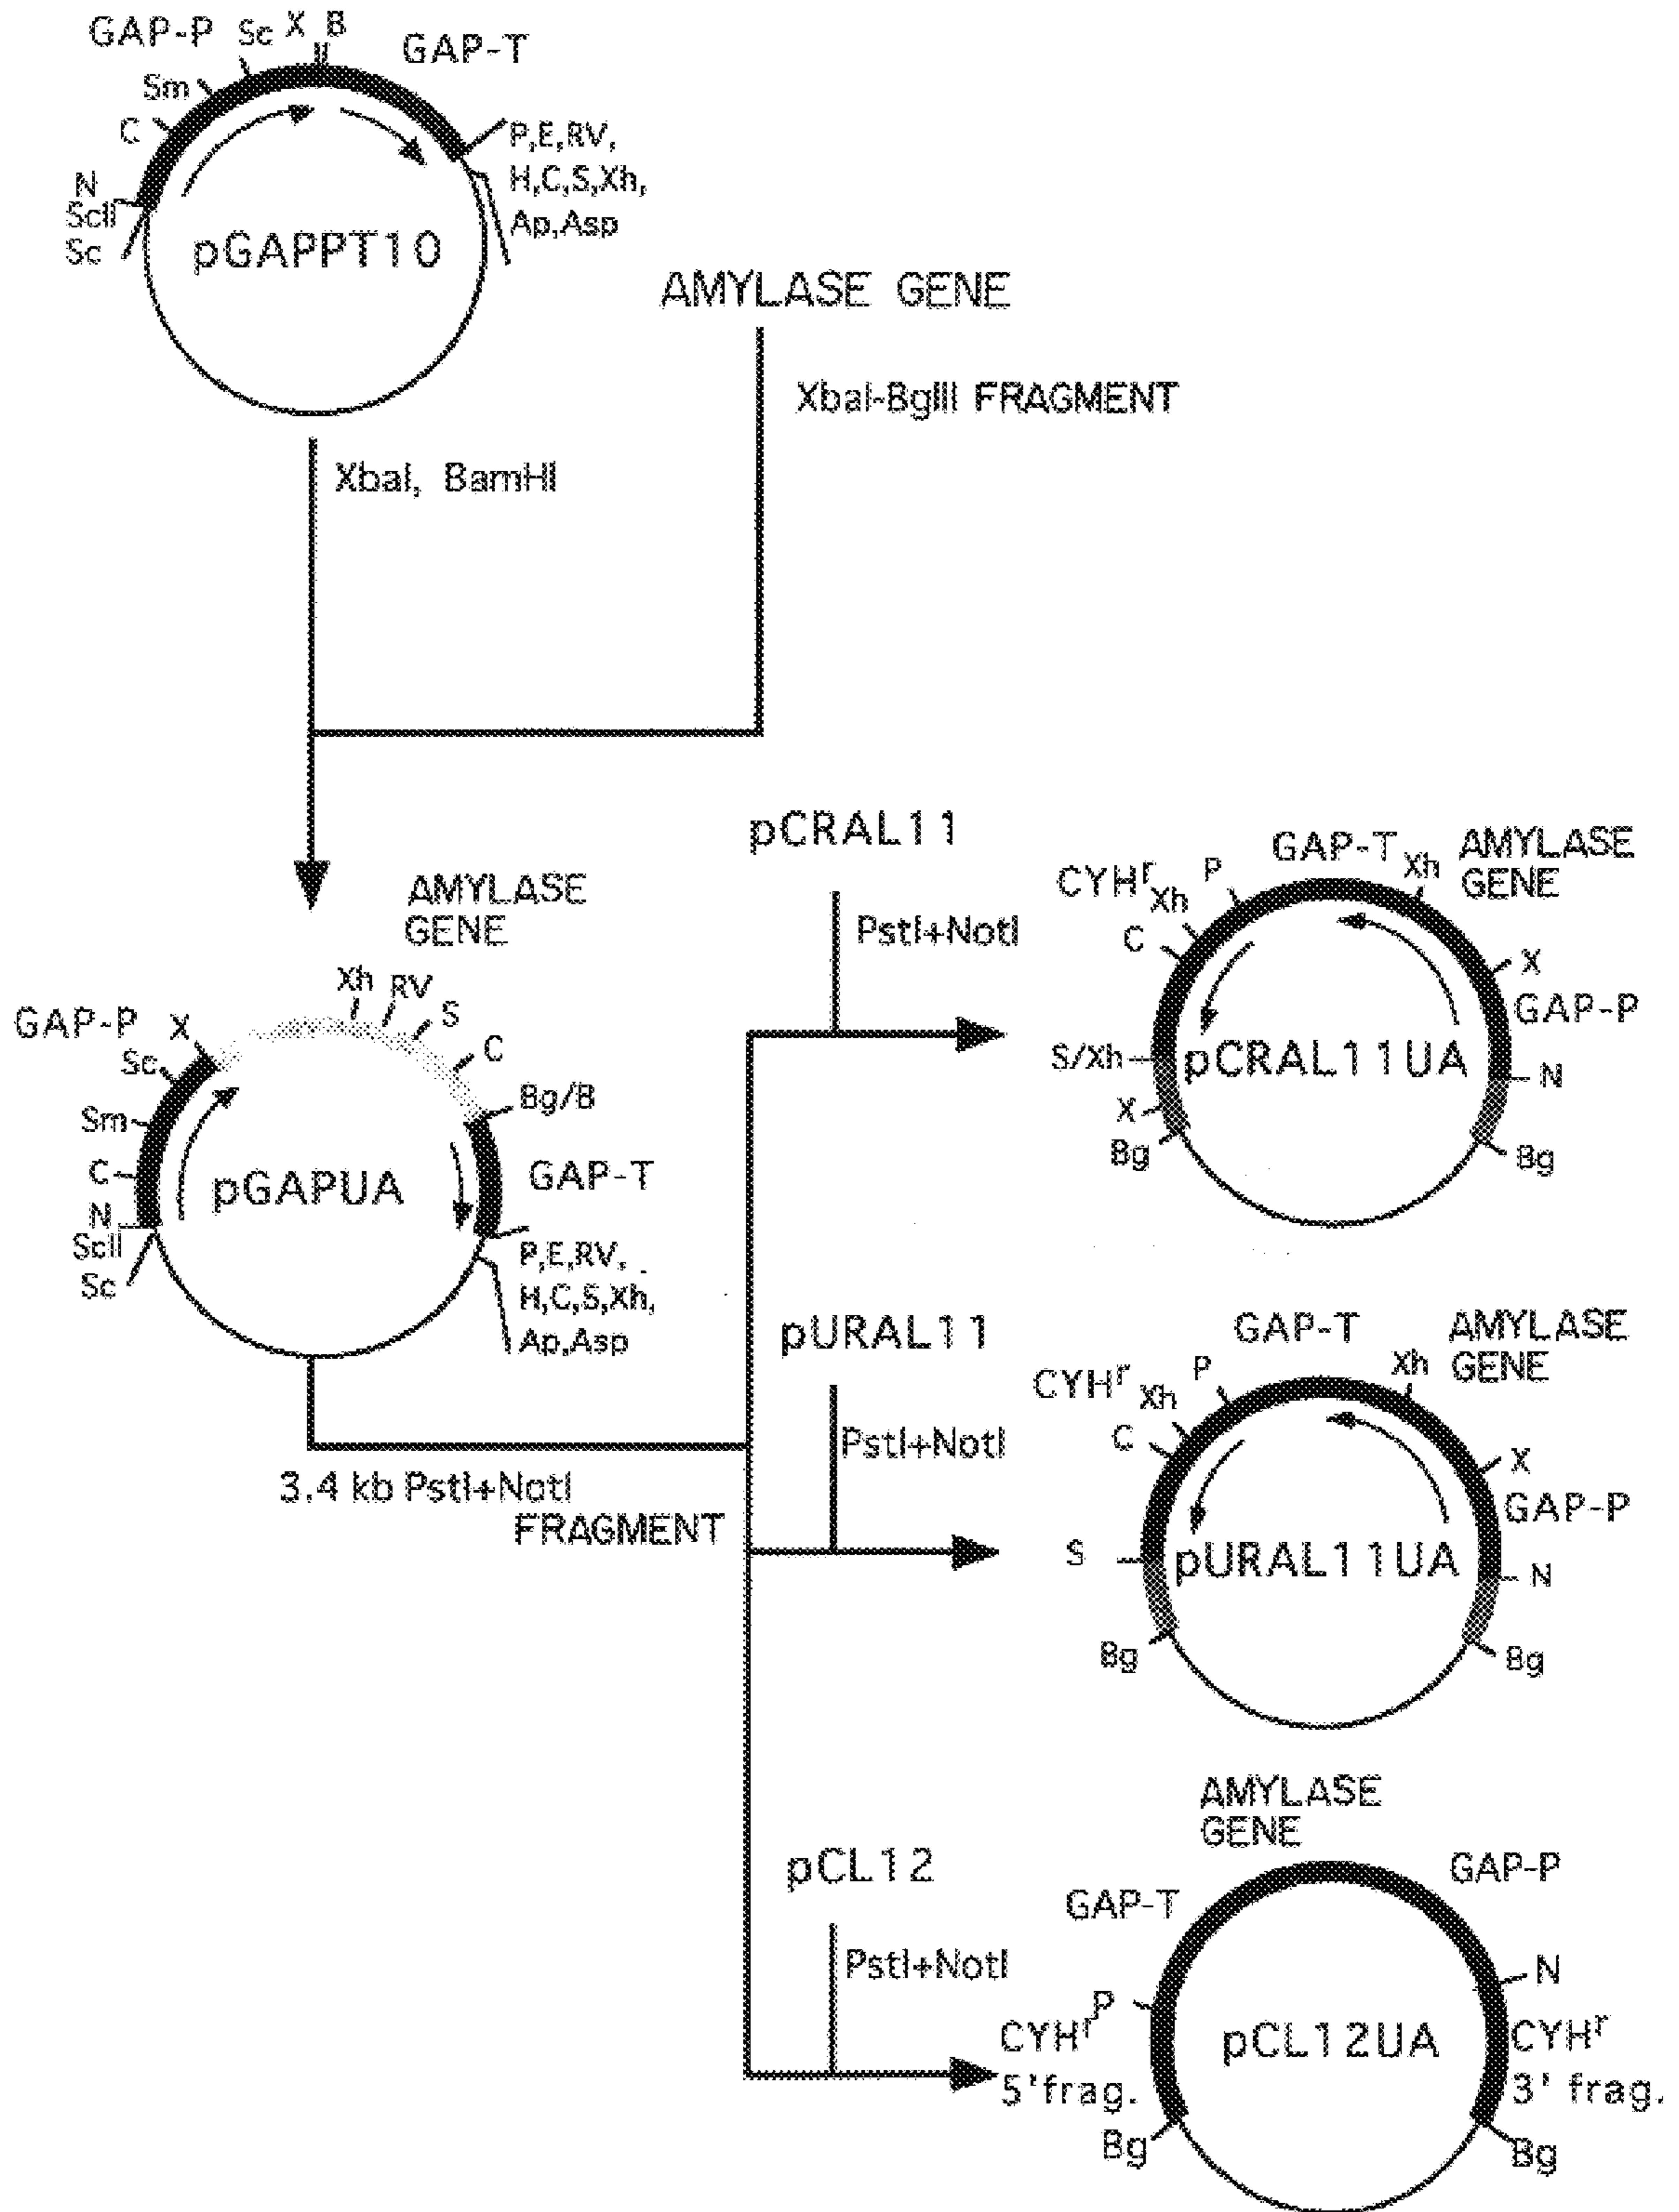 GAP-P Sc X B GAP-T
Sm
C
N
ScII
Sc
P,E,RV,
H,C,S,Xh,
Ap,Asp
pGAPPT10
AMYLASE GENE
XbaI-BglII FRAGMENT
XbaI, BamHI
AMYLASE
GENE
Xh
RV
S
C
Bg/B
GAP-P X
Sc
Sm
C
N
ScII
Sc
pGAPUA
GAP-T
P,E,RV,
H,C,S,Xh,
Ap,Asp
3.4 kb PstI+NotI
FRAGMENT
pCRAL11
PstI+NotI
GAP-T
AMYLASE
GENE
CYHr
Xh
P
Xh
C
X
GAP-P
S/Xh
pCRAL11UA
N
X
Bg
Bg
pURAL11
PstI+NotI
GAP-T
AMYLASE
GENE
CYHr
Xh
P
Xh
C
X
GAP-P
S
pURAL11UA
N
Bg
Bg
pCL12
PstI+NotI
AMYLASE
GENE
GAP-P
GAP-T
N
P
CYHr
5'frag.
pCL12UA
CYHr
3' frag.
Bg
Bg